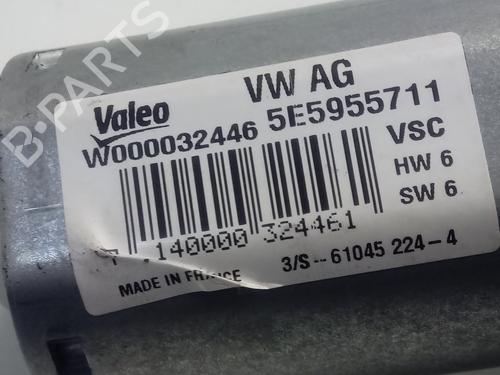 B-PARTS
VW AG
Valeo
W000032446 5E5955711
VSC
HW 6
SW 6
140000 324461
MADE IN FRANCE
3/S--61045 224-4